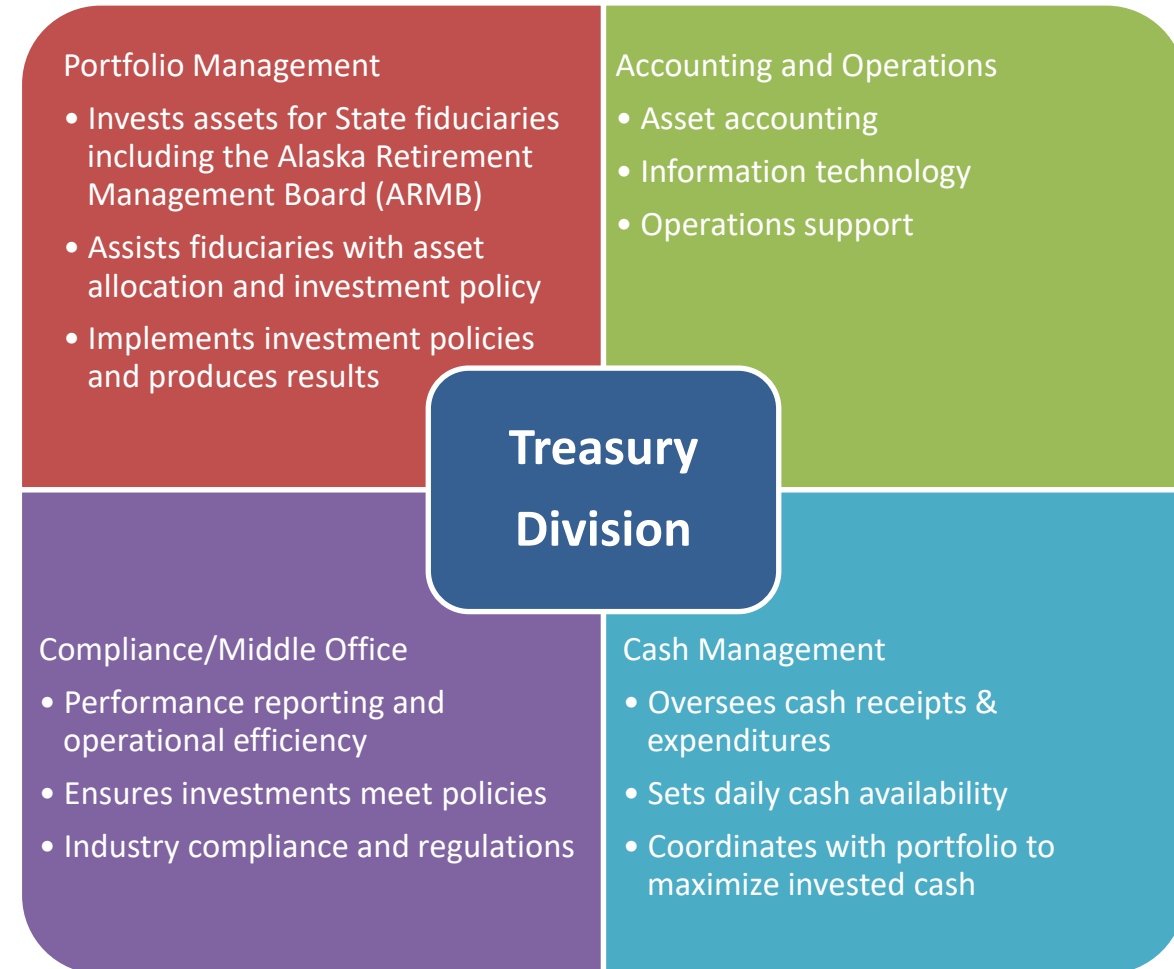 Portfolio Management
• Invests assets for State fiduciaries
including the Alaska Retirement
Management Board (ARMB)
• Assists fiduciaries with asset
allocation and investment policy
• Implements investment policies
and produces results
Accounting and Operations
• Asset accounting
• Information technology
• Operations support
Treasury
Division
Compliance/Middle Office
• Performance reporting and
operational efficiency
• Ensures investments meet policies
• Industry compliance and regulations
Cash Management
• Oversees cash receipts &
expenditures
• Sets daily cash availability
• Coordinates with portfolio to
maximize invested cash